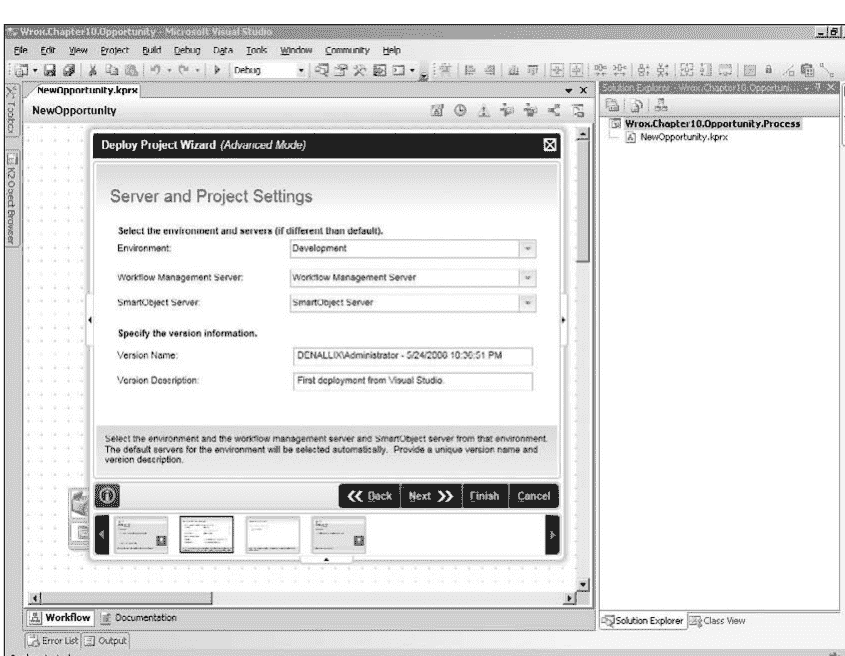 Wrox.Chapter10.Opportunity - Microsoft Visual Studio
File Edit View Project Build Debug Data Tools Window Community Help
Debug
NewOpportunity.kprx
Solution Explorer - Wrox.Chapter10.Opportuni...
NewOpportunity
Wrox.Chapter10.Opportunity.Process
NewOpportunity.kprx
K2 Toolbox
K2 Object Browser
Deploy Project Wizard (Advanced Mode)
Server and Project Settings
Select the environment and servers (if different than default).
Environment: Development
Workflow Management Server: Workflow Management Server
SmartObject Server: SmartObject Server
Specify the version information.
Version Name: DENALLIX\Administrator - 5/24/2008 10:36:51 PM
Version Description: First deployment from Visual Studio.
Select the environment and the workflow management server and SmartObject server from that environment.
The default servers for the environment will be selected automatically. Provide a unique version name and
version description.
Back Next Finish Cancel
Workflow Documentation
Solution Explorer Class View
Error List Output